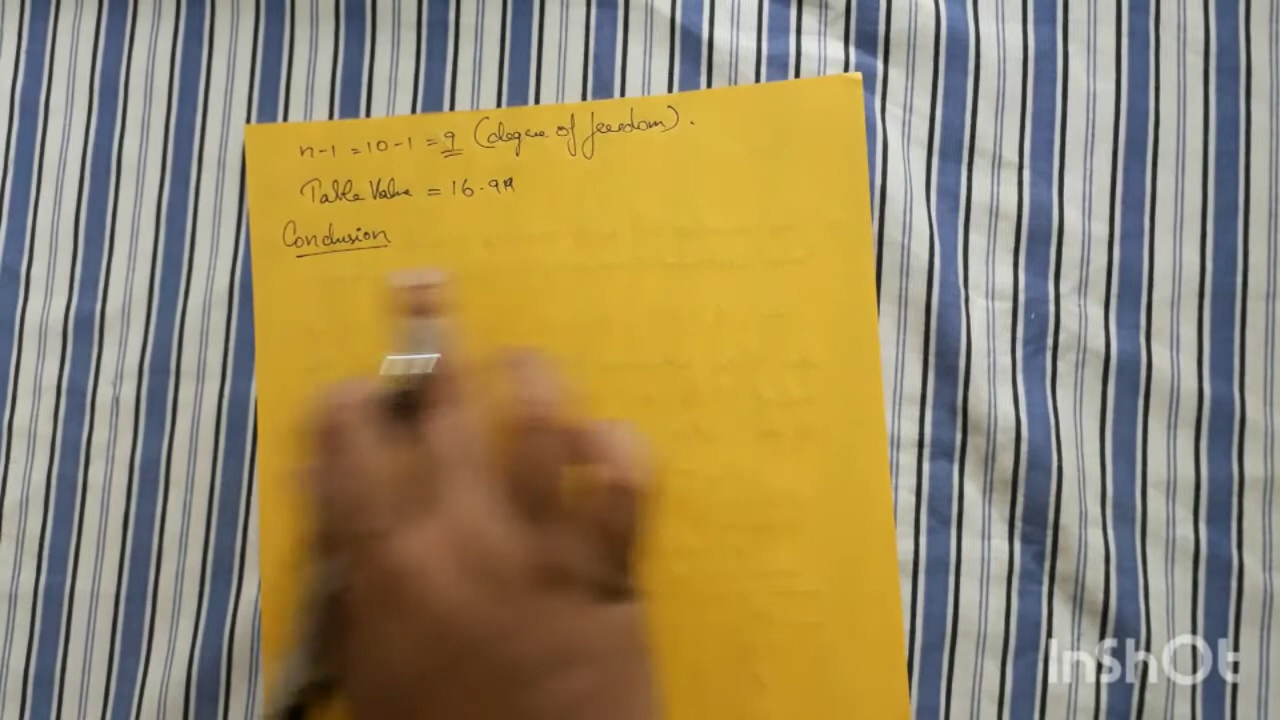 n-1 = 10-1 = 9 (degree of freedom).
Table Value = 16.919
Conclusion
InShOt